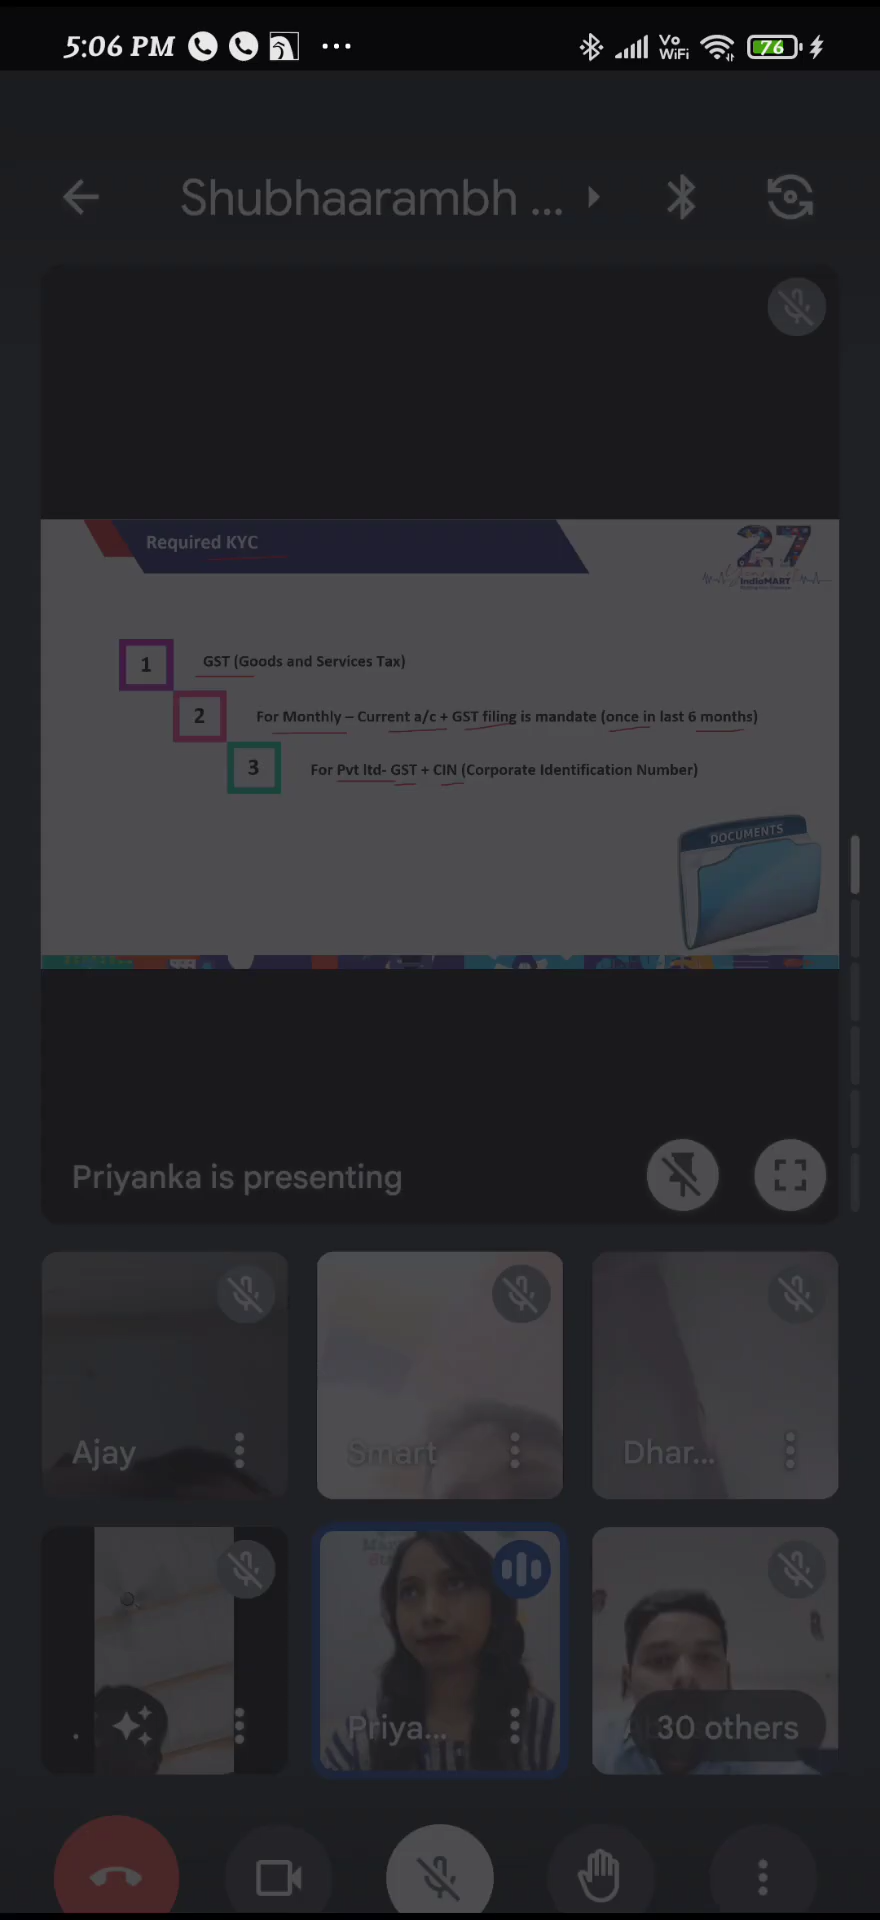 5:06 PM
Vo
WiFi
76
Shubhaarambh ...
Required KYC
27
IndiaMART
1
GST (Goods and Services Tax)
2
For Monthly – Current a/c + GST filing is mandate (once in last 6 months)
3
For Pvt ltd- GST + CIN (Corporate Identification Number)
DOCUMENTS
Priyanka is presenting
Ajay
Smart
Dhar...
.
Priya...
30 others